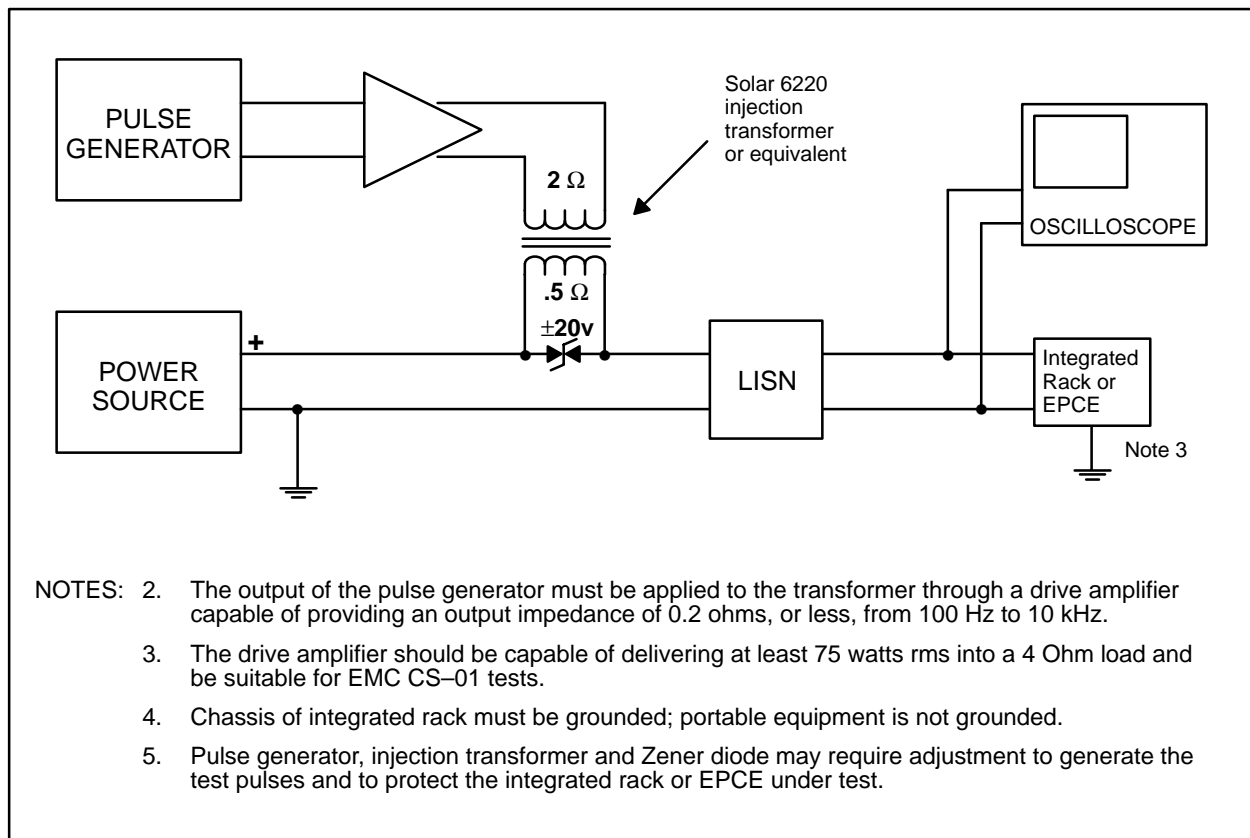 PULSE
GENERATOR
Solar 6220
injection
transformer
or equivalent
2 Ω
OSCILLOSCOPE
.5 Ω
±20v
+
POWER
SOURCE
LISN
Integrated
Rack or
EPCE
Note 3
NOTES: 2. The output of the pulse generator must be applied to the transformer through a drive amplifier
capable of providing an output impedance of 0.2 ohms, or less, from 100 Hz to 10 kHz.
3. The drive amplifier should be capable of delivering at least 75 watts rms into a 4 Ohm load and
be suitable for EMC CS–01 tests.
4. Chassis of integrated rack must be grounded; portable equipment is not grounded.
5. Pulse generator, injection transformer and Zener diode may require adjustment to generate the
test pulses and to protect the integrated rack or EPCE under test.